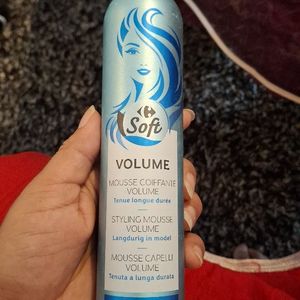 Soft
VOLUME
MOUSSE COIFFANTE
VOLUME
Tenue longue durée
STYLING MOUSSE
VOLUME
Langdurig in model
MOUSSE CAPELLI
VOLUME
Tenuta a lunga durata